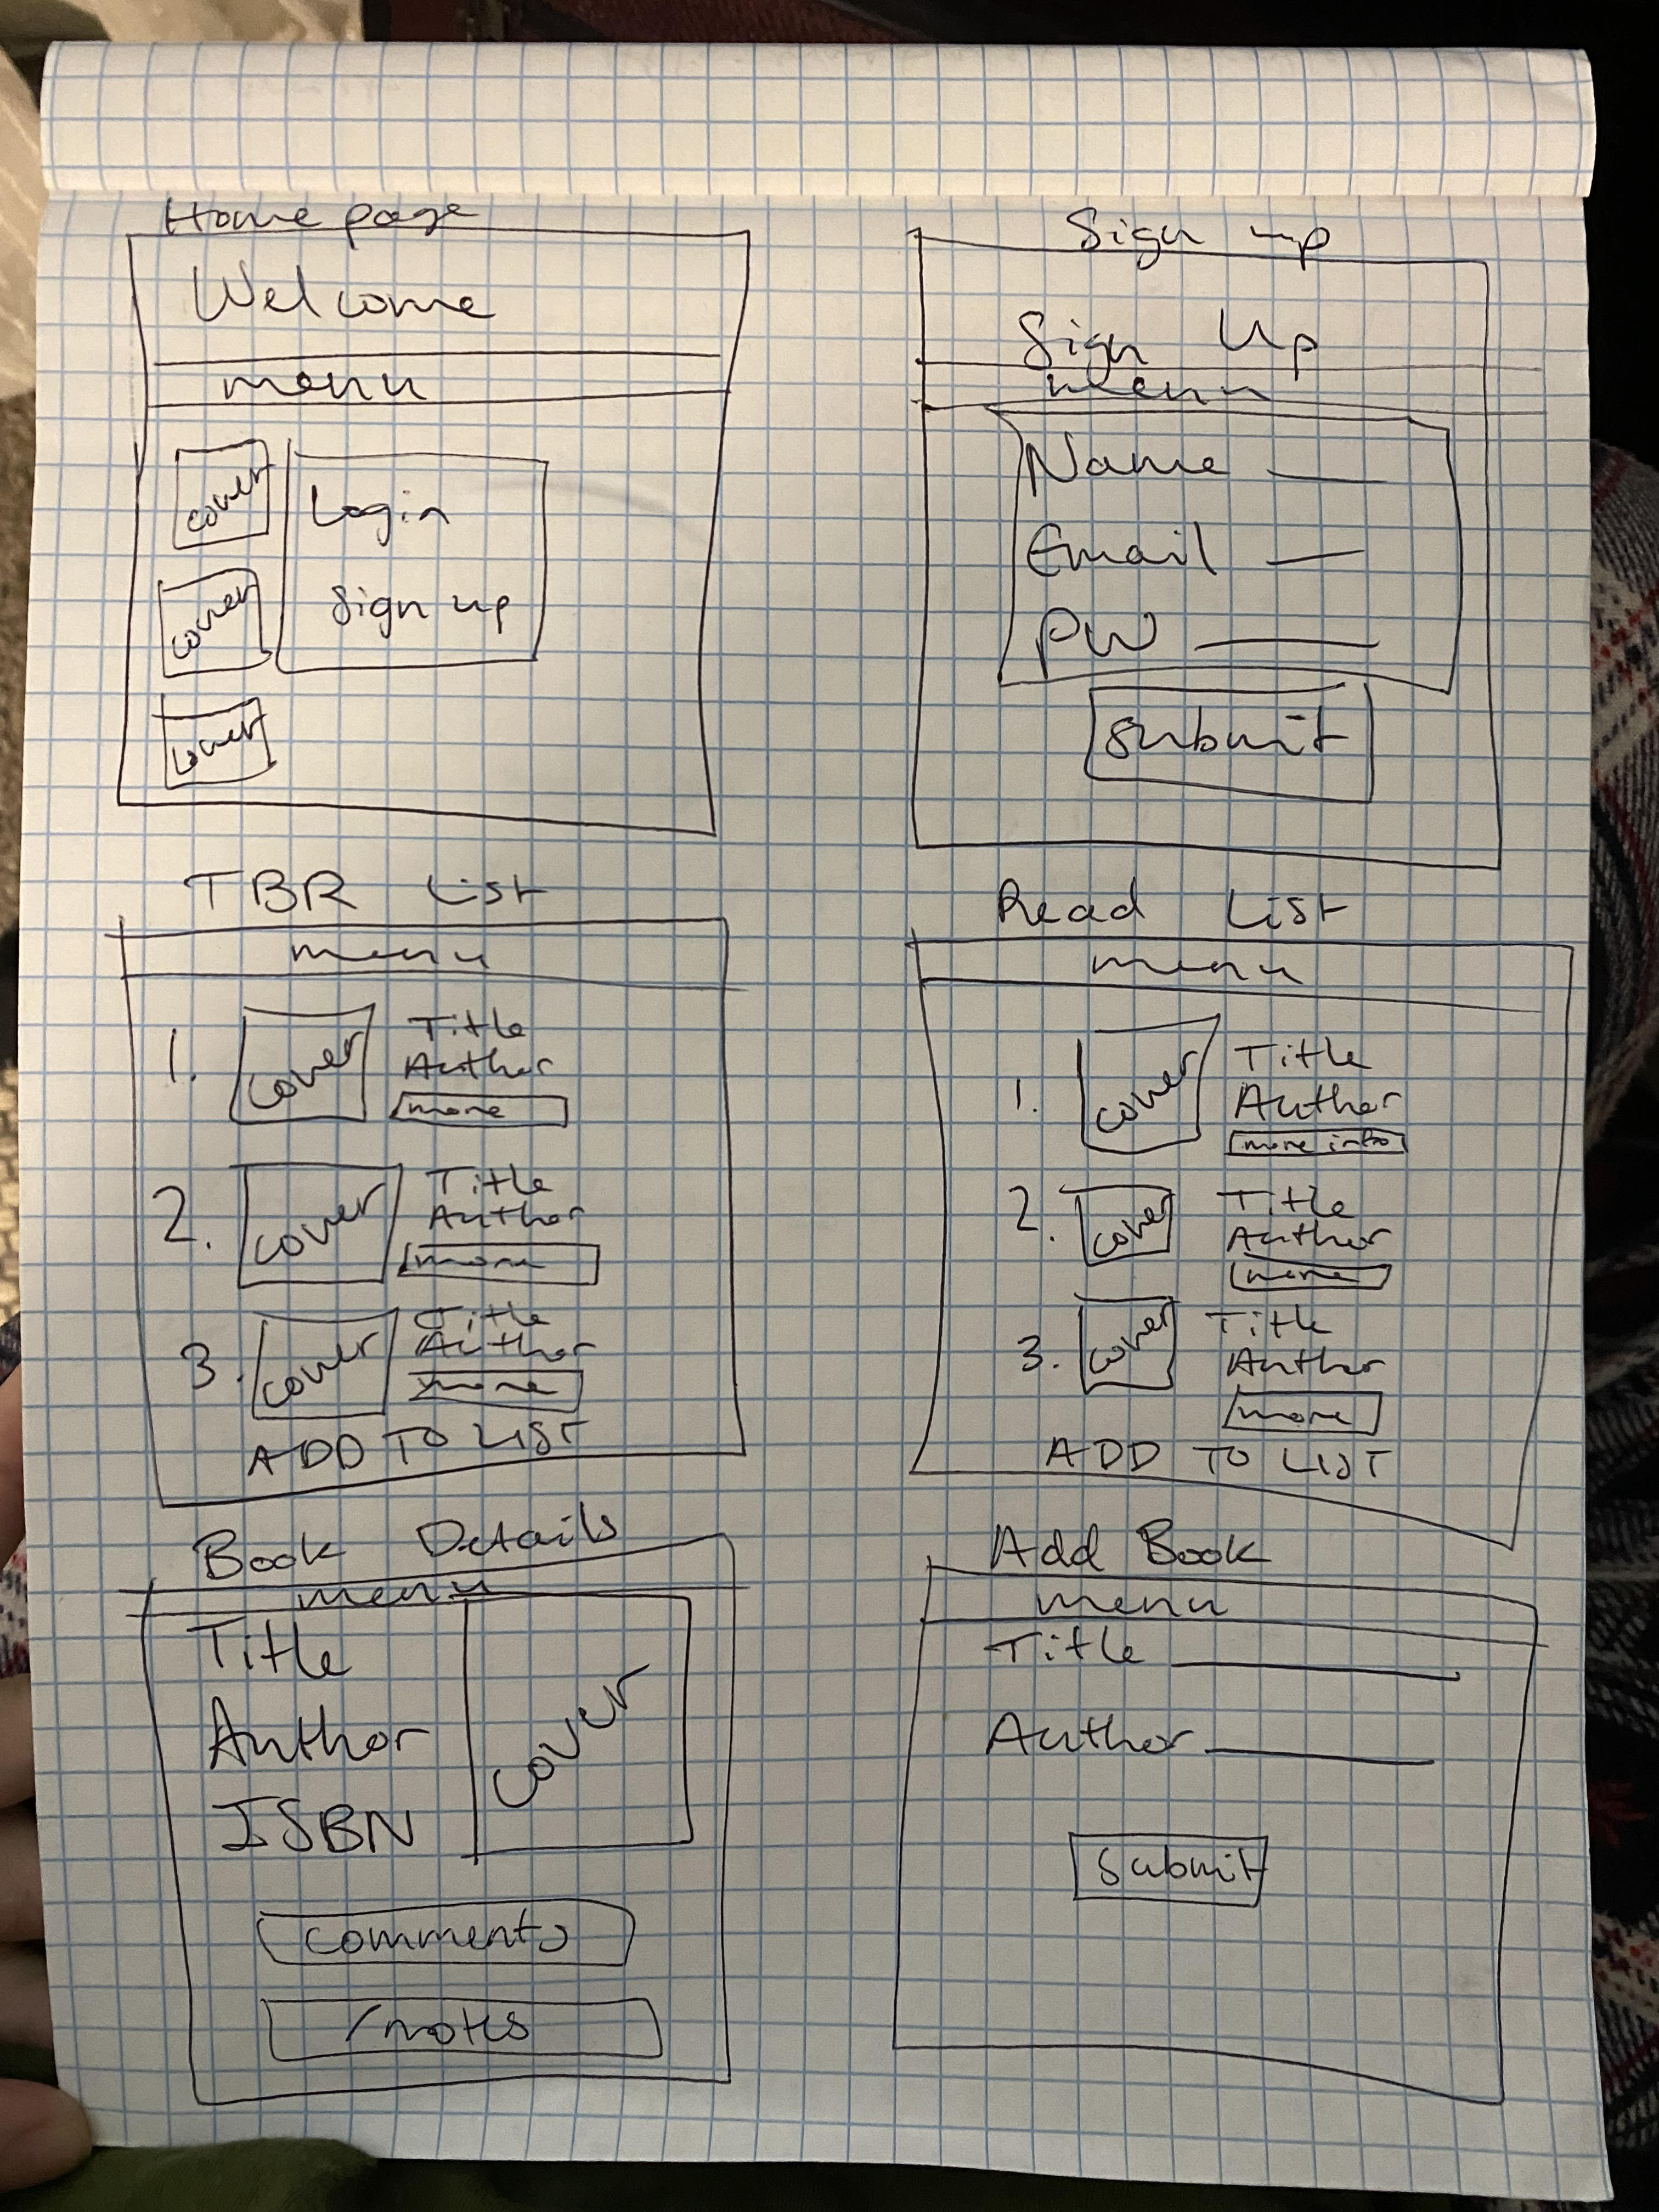 Home page
Welcome
menu
cover
Login
cover
Sign up
cover
Sign up
Sign Up
menu
Name
Email
PW
Submit
TBR List
menu
1. cover Title
Author
more
2. cover Title
Author
more
3. cover Title
Author
more
ADD TO LIST
Read List
menu
1. cover Title
Author
more info
2. cover Title
Author
more
3. cover Title
Author
more
ADD TO LIST
Book Details
menu
Title
Author
ISBN
cover
comments
/notes
Add Book
menu
Title
Author
Submit